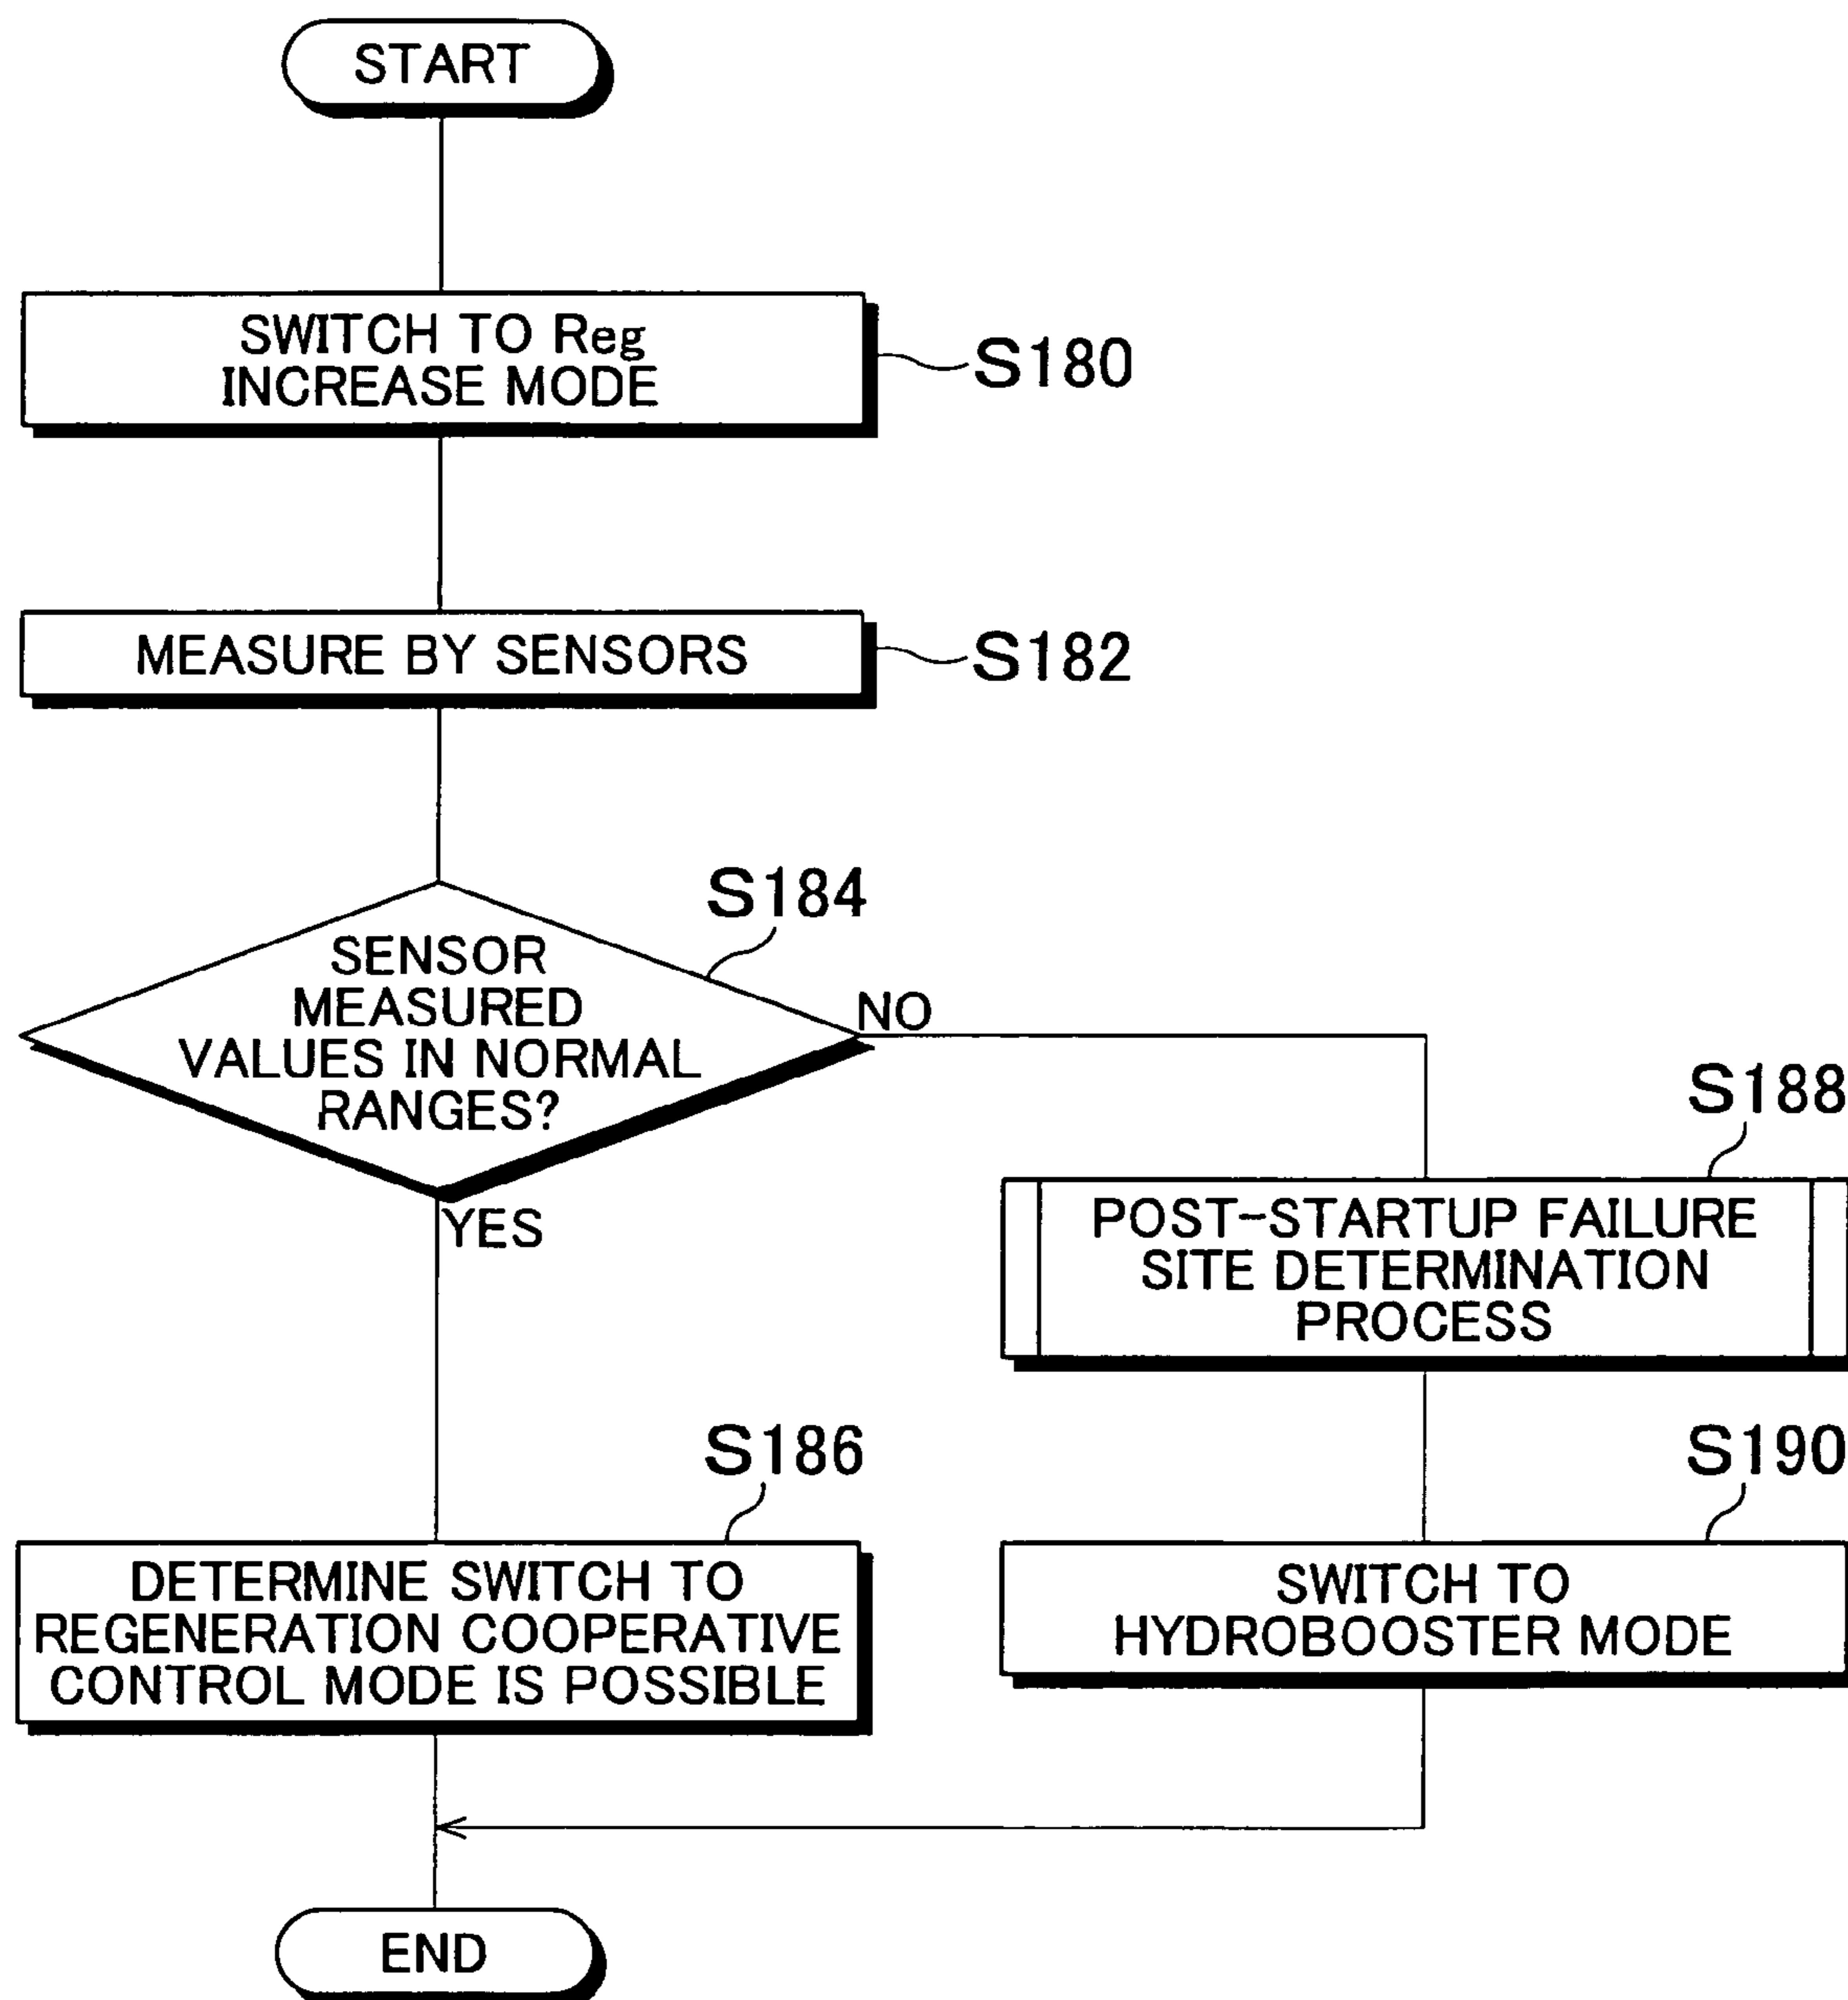 START
SWITCH TO Reg
INCREASE MODE
S180
MEASURE BY SENSORS
S182
S184
SENSOR
MEASURED
VALUES IN NORMAL
RANGES?
NO
YES
S188
POST-STARTUP FAILURE
SITE DETERMINATION
PROCESS
S186
DETERMINE SWITCH TO
REGENERATION COOPERATIVE
CONTROL MODE IS POSSIBLE
S190
SWITCH TO
HYDROBOOSTER MODE
END